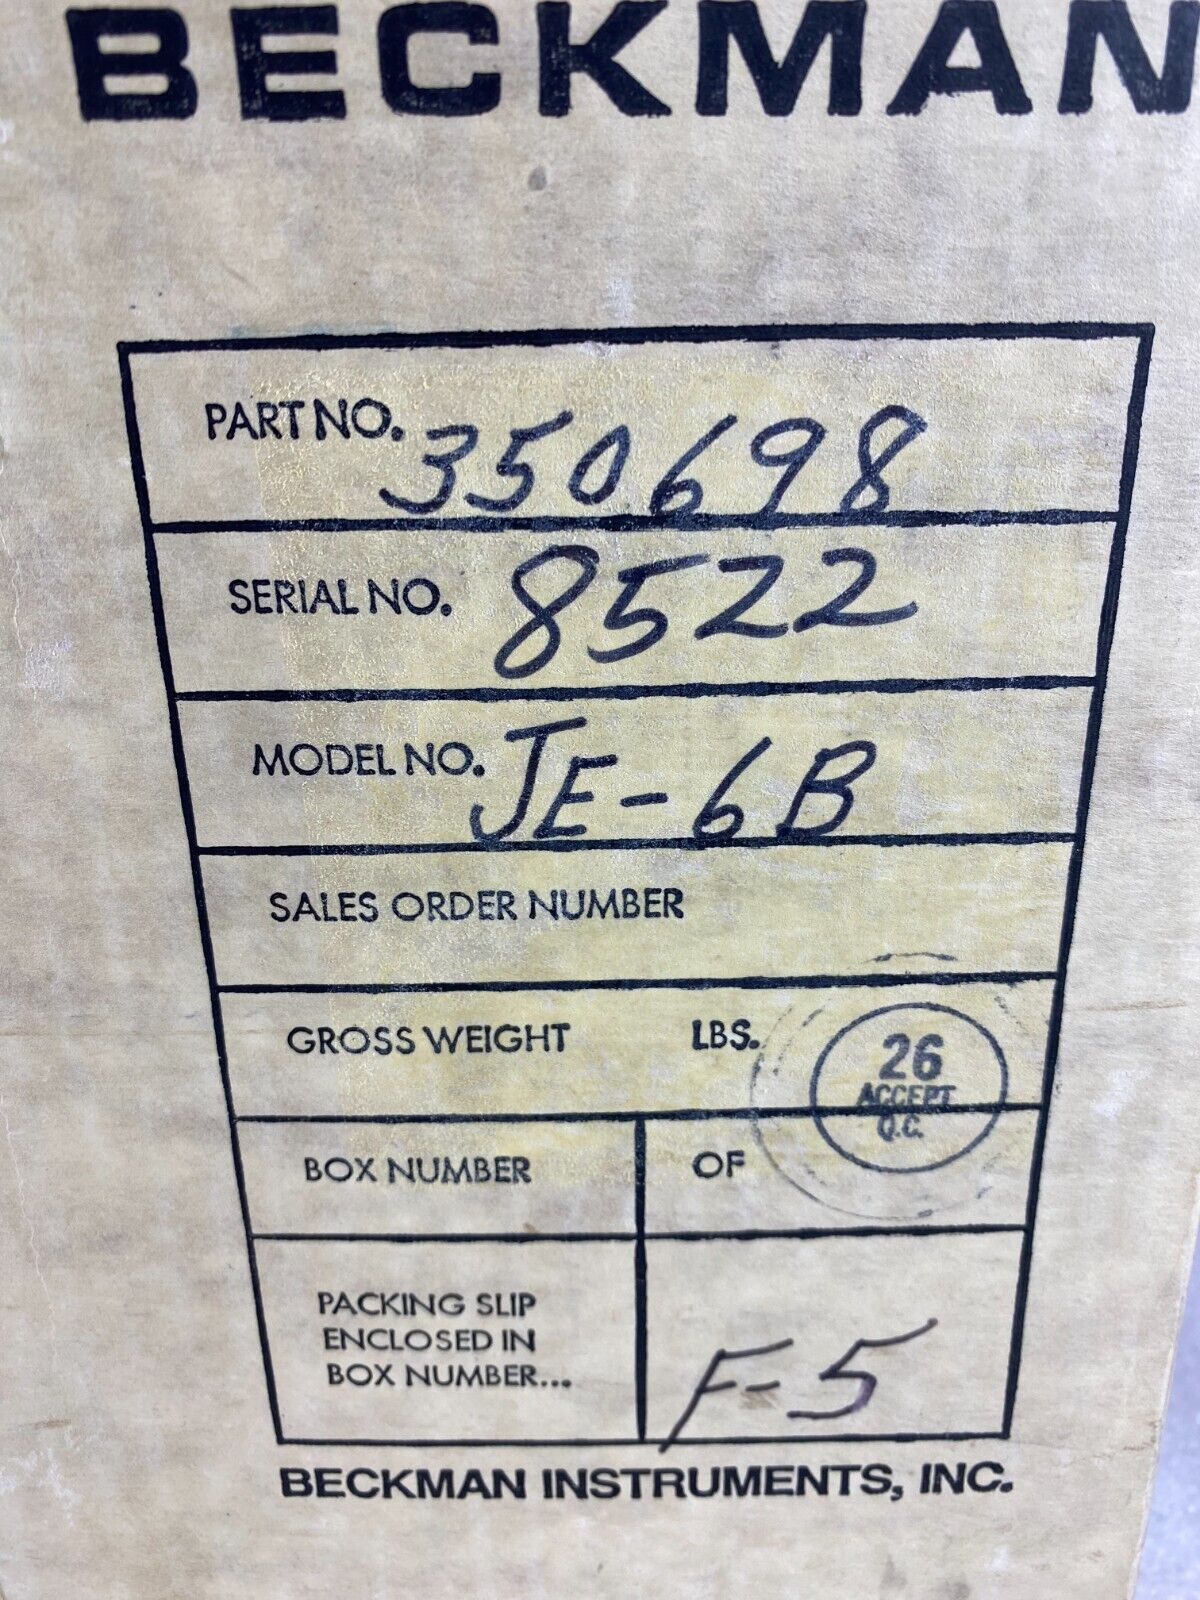 BECKMAN
PART NO. 350698
SERIAL NO. 8522
MODEL NO. JE-6B
SALES ORDER NUMBER
GROSS WEIGHT LBS.
26
ACCEPT
Q.C.
BOX NUMBER OF
PACKING SLIP
ENCLOSED IN
BOX NUMBER...
F-5
BECKMAN INSTRUMENTS, INC.